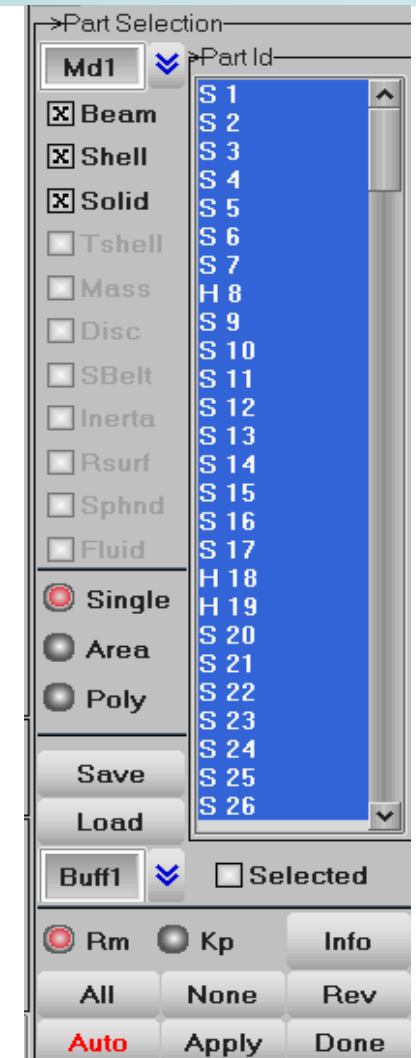 ->Part Selection
Md1
>Part Id
X Beam
X Shell
X Solid
Tshell
Mass
Disc
SBelt
Inerta
Rsurf
Sphnd
Fluid
Single
Area
Poly
Save
Load
S 1
S 2
S 3
S 4
S 5
S 6
S 7
H 8
S 9
S 10
S 11
S 12
S 13
S 14
S 15
S 16
S 17
H 18
H 19
S 20
S 21
S 22
S 23
S 24
S 25
S 26
Buff1 Selected
Rm Kp Info
All None Rev
Auto Apply Done